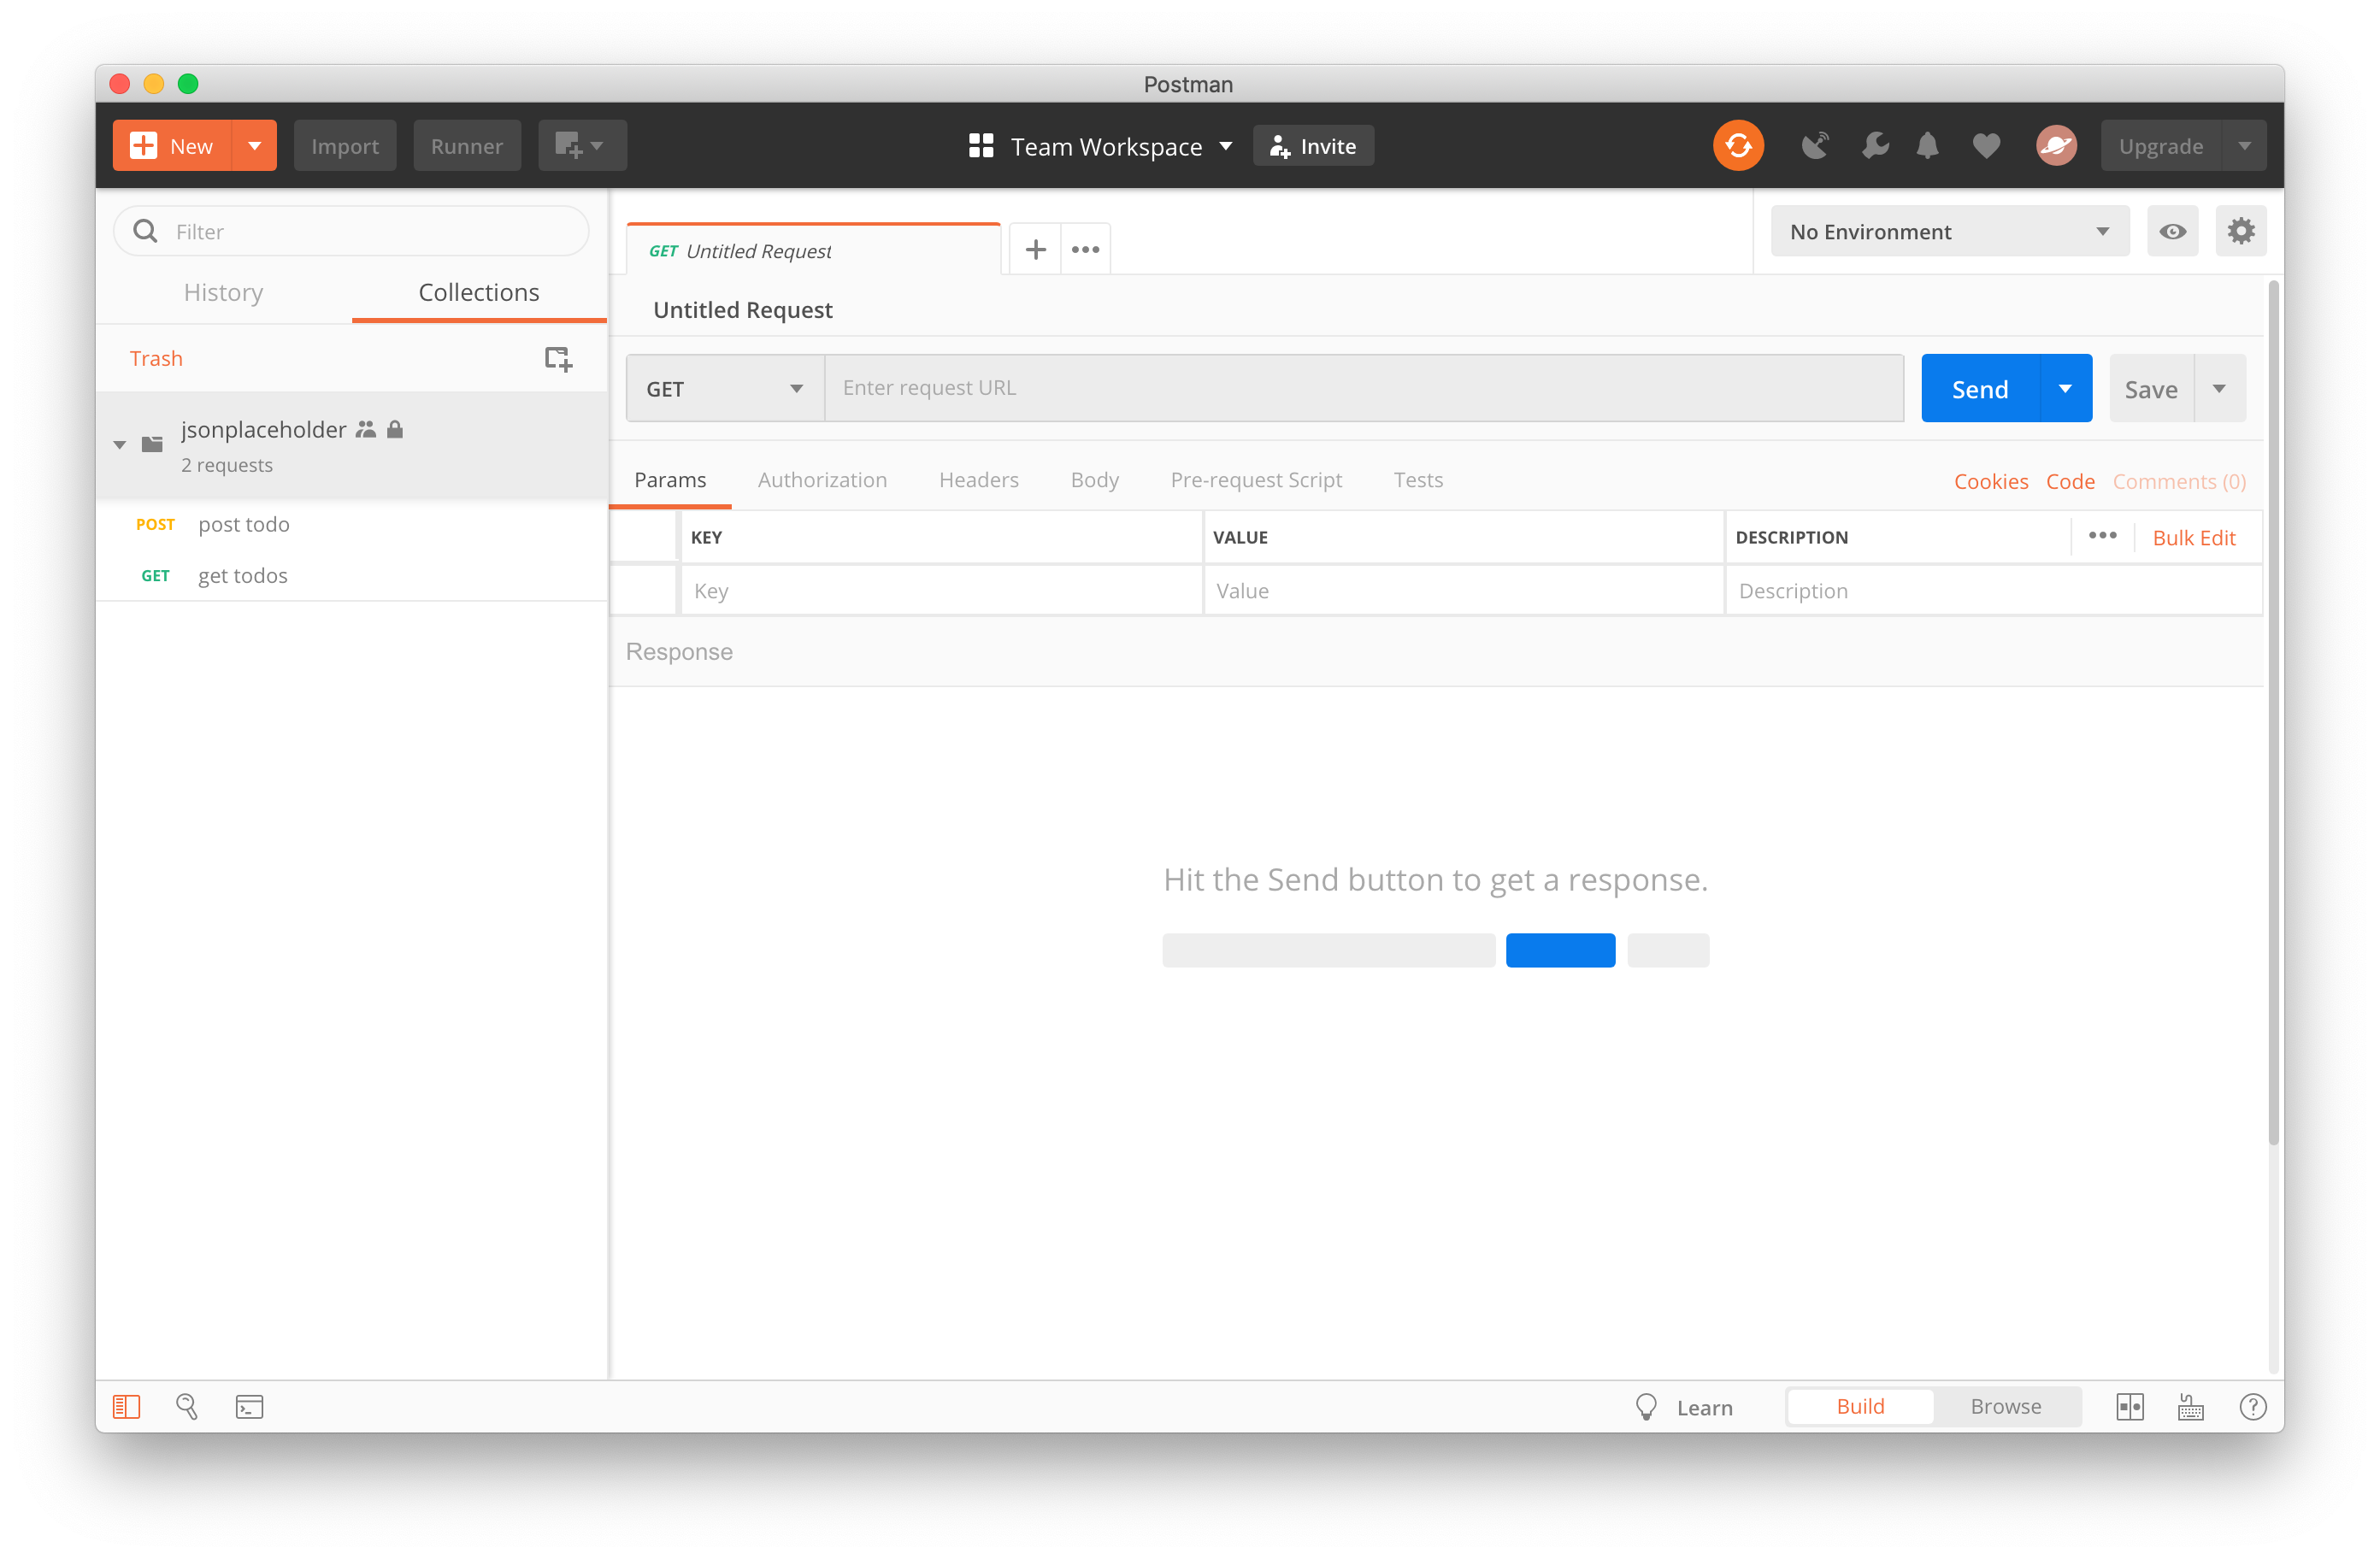 Postman
New
Import
Runner
Team Workspace
Invite
Upgrade
Filter
History
Collections
Trash
jsonplaceholder
2 requests
POST post todo
GET get todos
GET Untitled Request
No Environment
Untitled Request
GET
Enter request URL
Send
Save
Params
Authorization
Headers
Body
Pre-request Script
Tests
Cookies
Code
Comments (0)
KEY
VALUE
DESCRIPTION
Bulk Edit
Key
Value
Description
Response
Hit the Send button to get a response.
Learn
Build
Browse